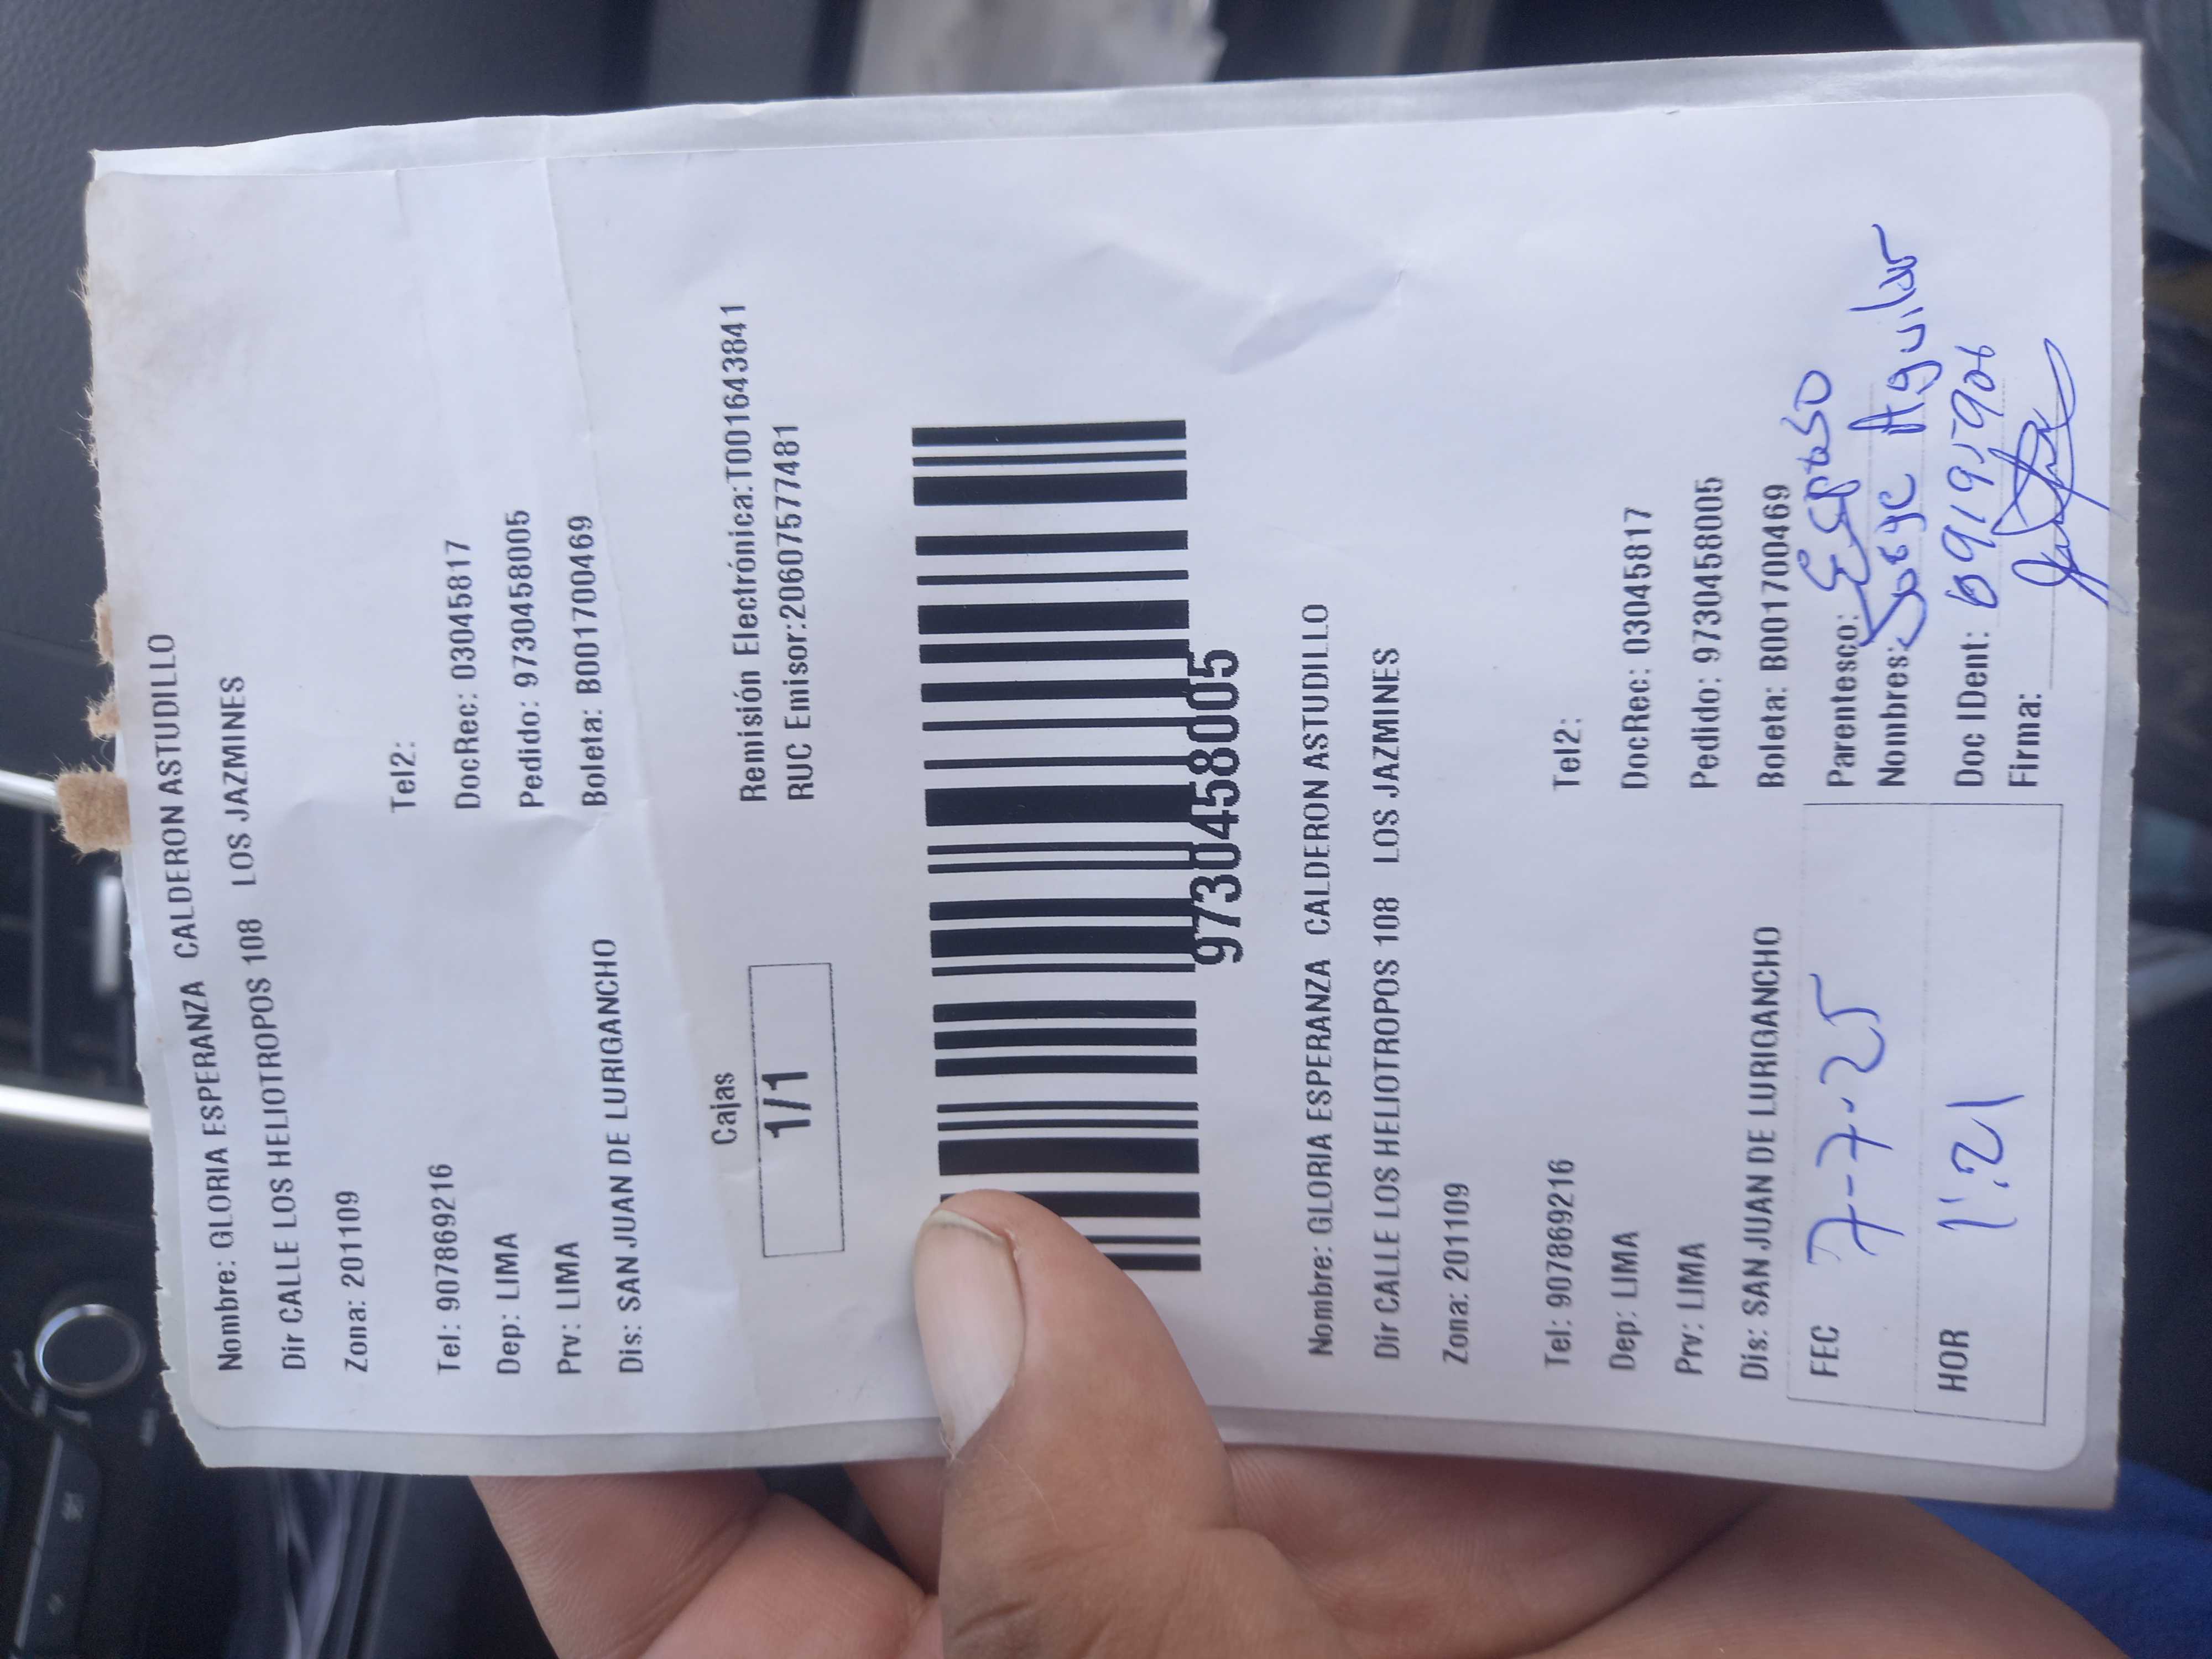 Nombre: GLORIA ESPERANZA CALDERON ASTUDILLO
Dir CALLE LOS HELIOTROPOS 108 LOS JAZMINES
Zona: 201109
Tel: 907869216 Tel2:
Dep: LIMA DocRec: 03045817
Prv: LIMA Pedido: 9730458005
Dis: SAN JUAN DE LURIGANCHO Boleta: B001700469
Cajas Remisión Electrónica:T001643841
1/1 RUC Emisor:20607577481
9730458005
Nombre: GLORIA ESPERANZA CALDERON ASTUDILLO
Dir CALLE LOS HELIOTROPOS 108 LOS JAZMINES
Zona: 201109
Tel: 907869216 Tel2:
Dep: LIMA DocRec: 03045817
Prv: LIMA Pedido: 9730458005
Dis: SAN JUAN DE LURIGANCHO Boleta: B001700469
FEC 7-7-25 Parentesco: Esposo
Nombres: Jorge Aguilar
HOR 1:21 Doc IDent: 09195906
Firma: